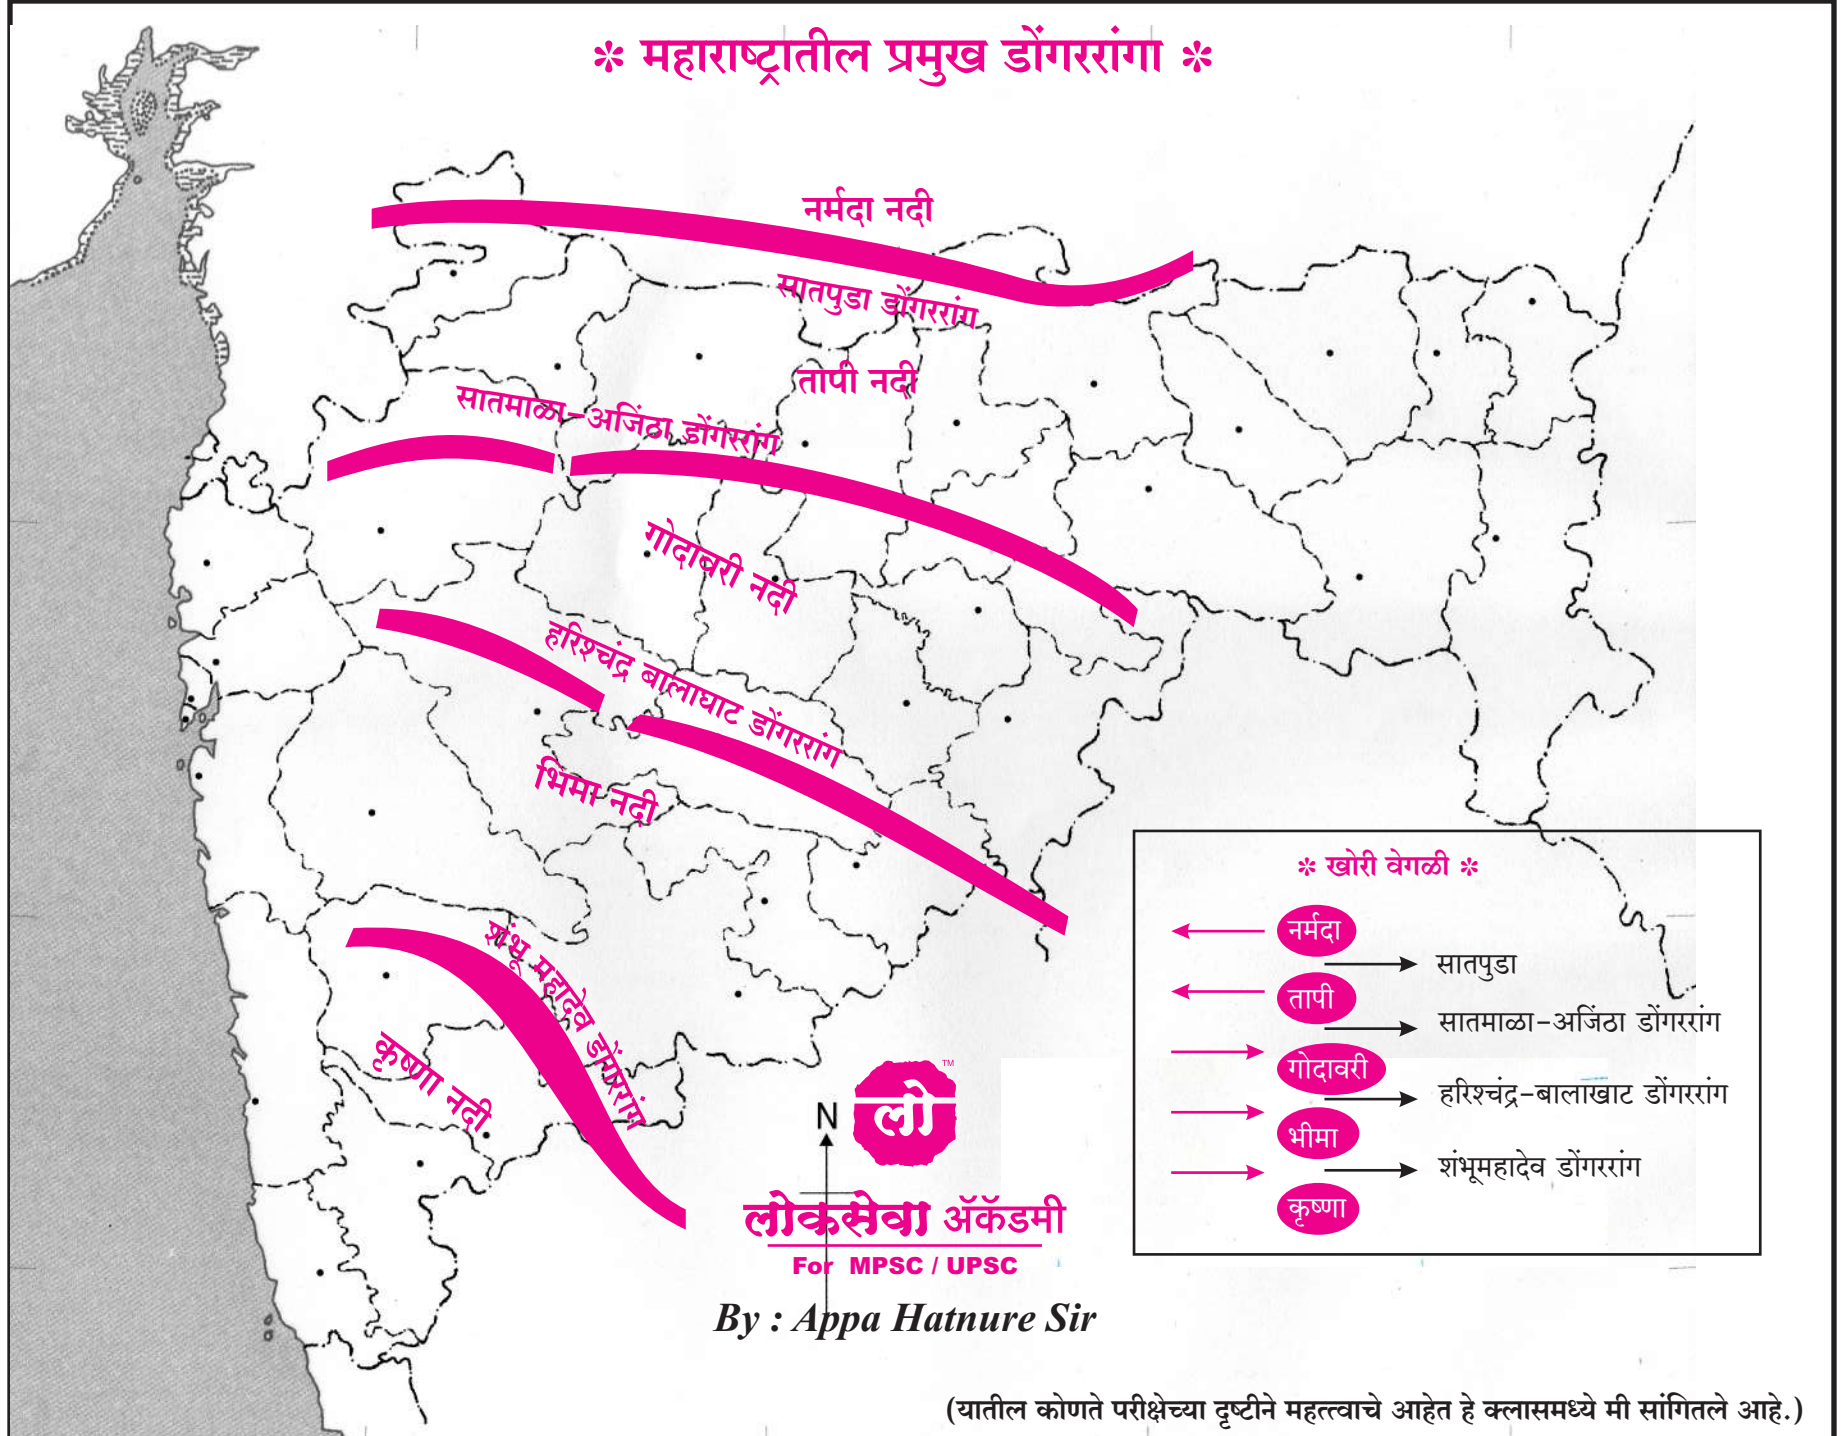 * महाराष्ट्रातील प्रमुख डोंगररांगा *
नर्मदा नदी
सातपुडा डोंगररांग
तापी नदी
सातमाळा-अजिंठा डोंगररांग
गोदावरी नदी
हरिश्चंद्र बालाघाट डोंगररांग
भिमा नदी
शंभू महादेव डोंगररांग
कृष्णा नदी
* खोरी वेगळी *
नर्मदा
सातपुडा
तापी
सातमाळा-अजिंठा डोंगररांग
गोदावरी
हरिश्चंद्र-बालाखाट डोंगररांग
भीमा
शंभूमहादेव डोंगररांग
कृष्णा
N
लो TM
लोकसेवा ॲकॅडमी
For MPSC / UPSC
By : Appa Hatnure Sir
(यातील कोणते परीक्षेच्या दृष्टीने महत्त्वाचे आहेत हे क्लासमध्ये मी सांगितले आहे.)